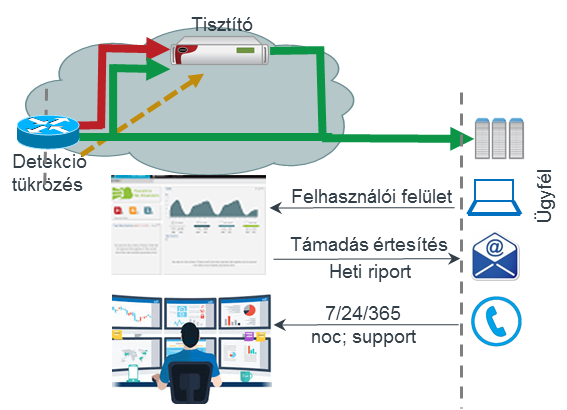 Tisztító
Detekció
tükrözés
Felhasználói felület
Támadás értesítés
Heti riport
7/24/365
noc; support
Ügyfél
@